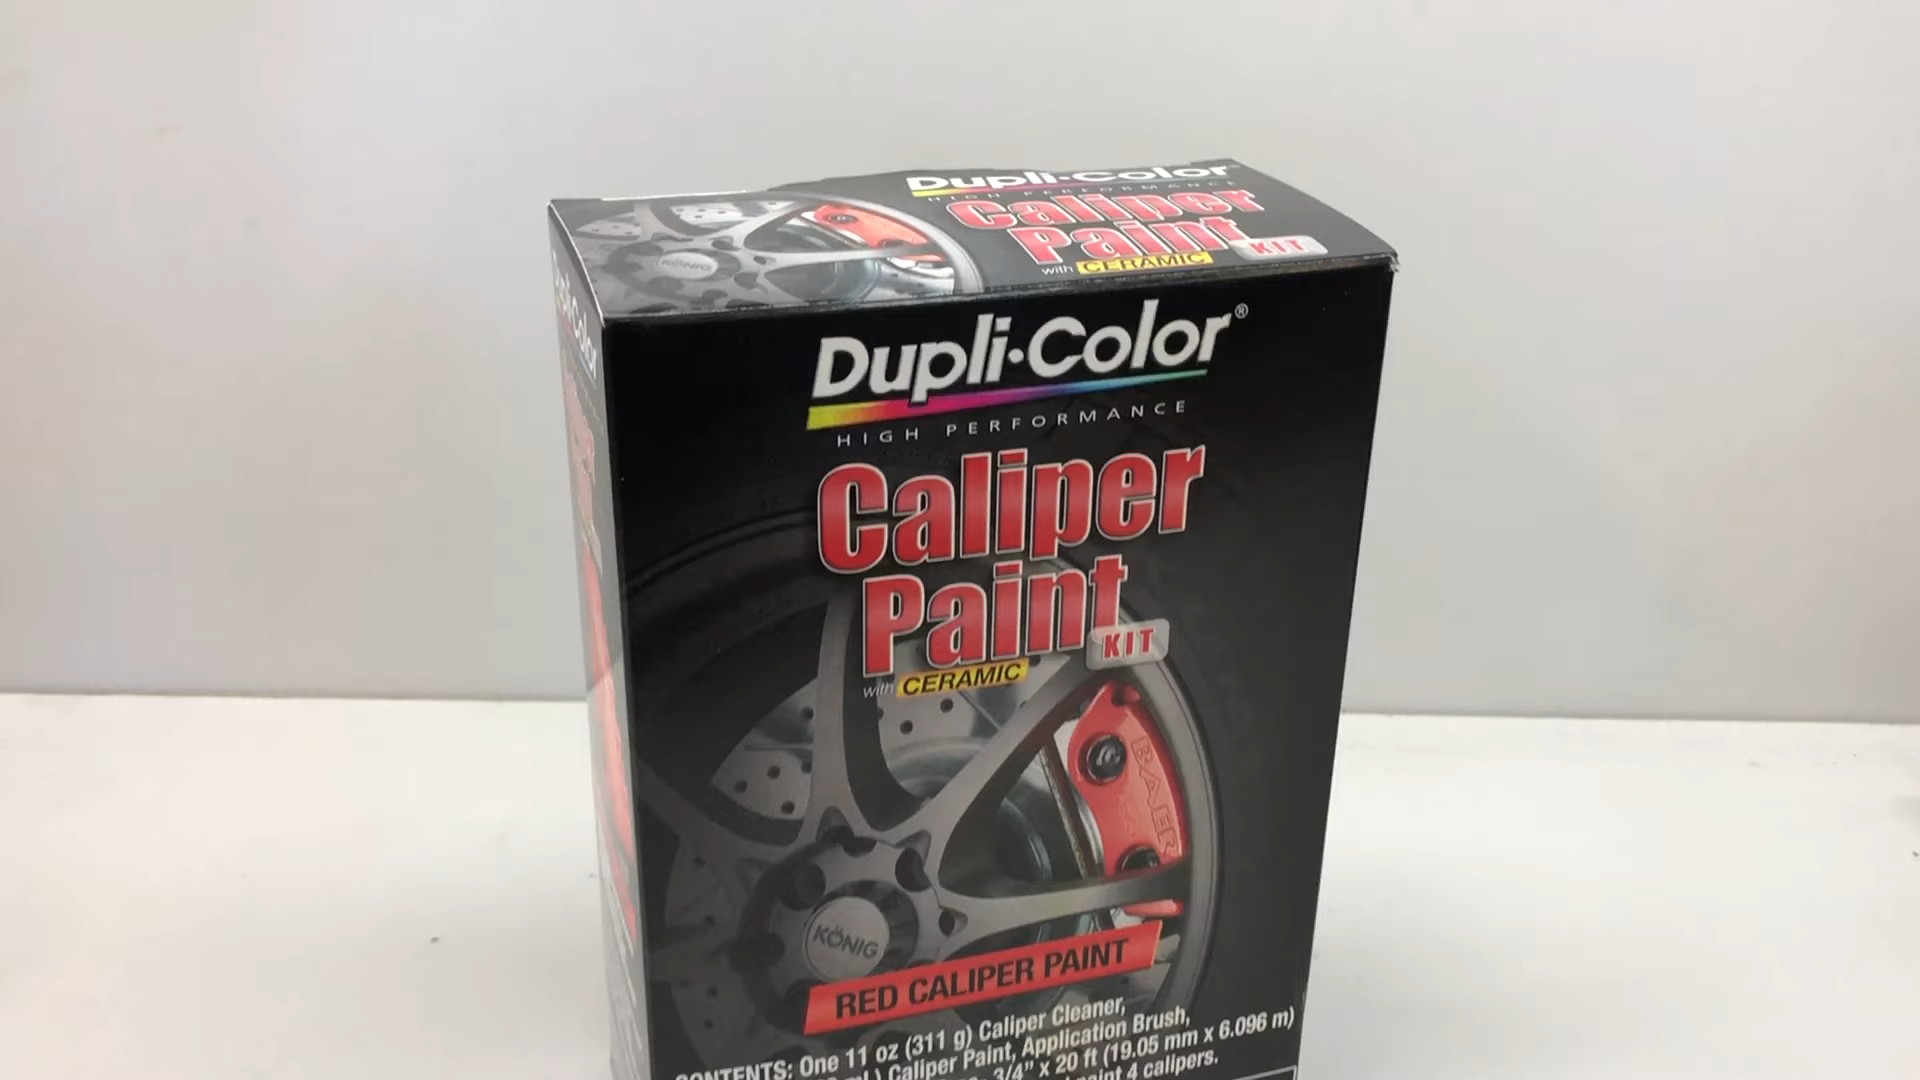 Dupli·Color
HIGH PERFORMANCE
Caliper
Paint
KIT
with CERAMIC
KÖNIG
Dupli·Color®
HIGH PERFORMANCE
Caliper
Paint
KIT
with CERAMIC
BAER
KÖNIG
RED CALIPER PAINT
CONTENTS: One 11 oz (311 g) Caliper Cleaner,
Caliper Paint, Application Brush,
3/4" x 20 ft (19.05 mm x 6.096 m)
paint 4 calipers.